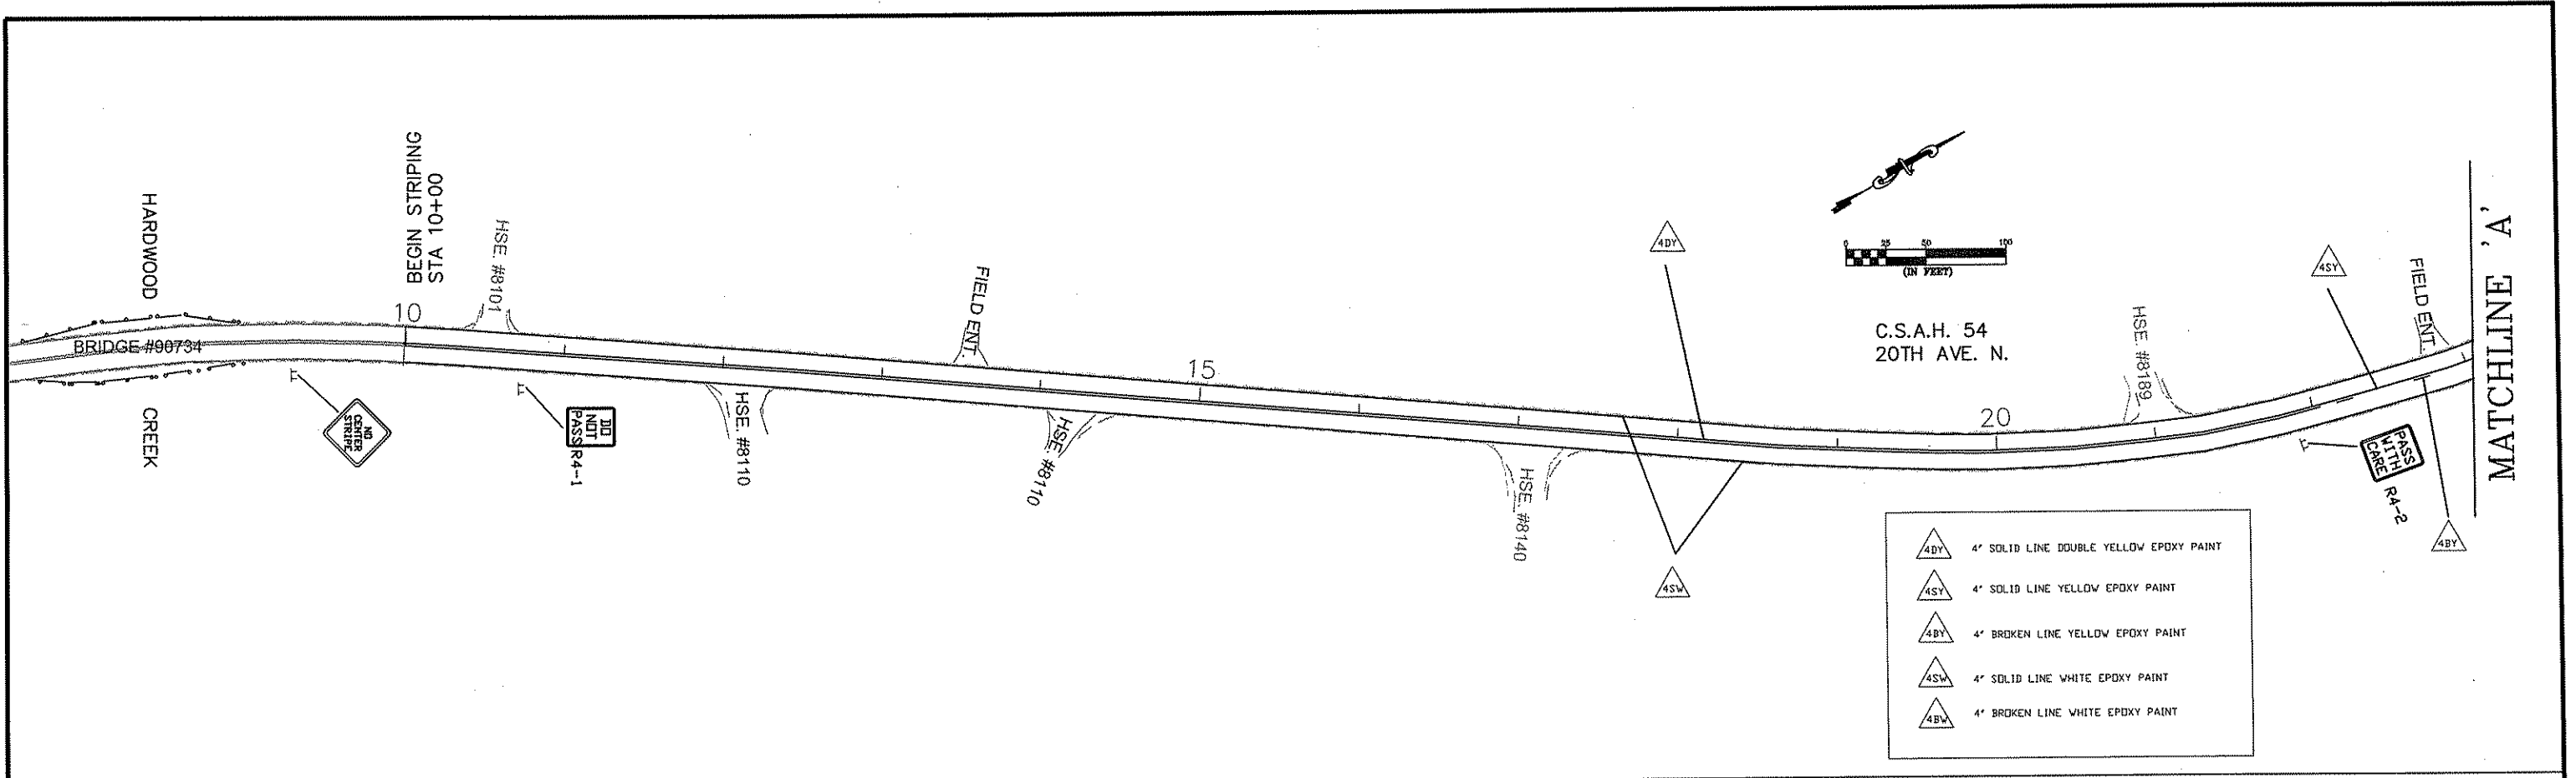 HARDWOOD
CREEK
BRIDGE #90734
BEGIN STRIPING
STA 10+00
10
HSE. #8101
NO
CENTER
STRIPE
DO
NOT
PASS
R4-1
HSE. #8110
FIELD ENT.
HSE. #8110
15
HSE. #8140
4DY
4SW
0 25 50 100
(IN FEET)
C.S.A.H. 54
20TH AVE. N.
20
HSE. #8189
4SY
FIELD ENT.
PASS
WITH
CARE
R4-2
4BY
MATCHLINE 'A'
4DY 4" SOLID LINE DOUBLE YELLOW EPOXY PAINT
4SY 4" SOLID LINE YELLOW EPOXY PAINT
4BY 4" BROKEN LINE YELLOW EPOXY PAINT
4SW 4" SOLID LINE WHITE EPOXY PAINT
4BW 4" BROKEN LINE WHITE EPOXY PAINT